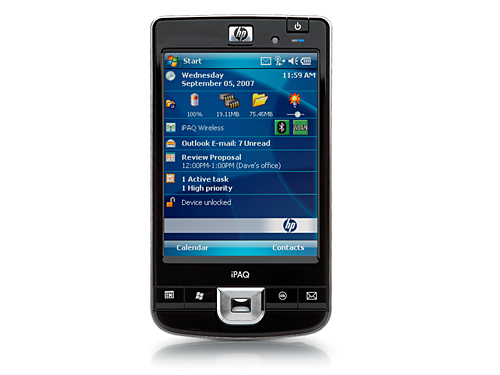 hp
Start
Wednesday 11:59 AM
September 05, 2007
100% 19.11MB 75.45MB
iPAQ Wireless WLAN
Outlook E-mail: 7 Unread
Review Proposal
12:00PM-1:00PM (Dave's office)
1 Active task
1 High priority
Device unlocked
hp
Calendar Contacts
iPAQ
OK